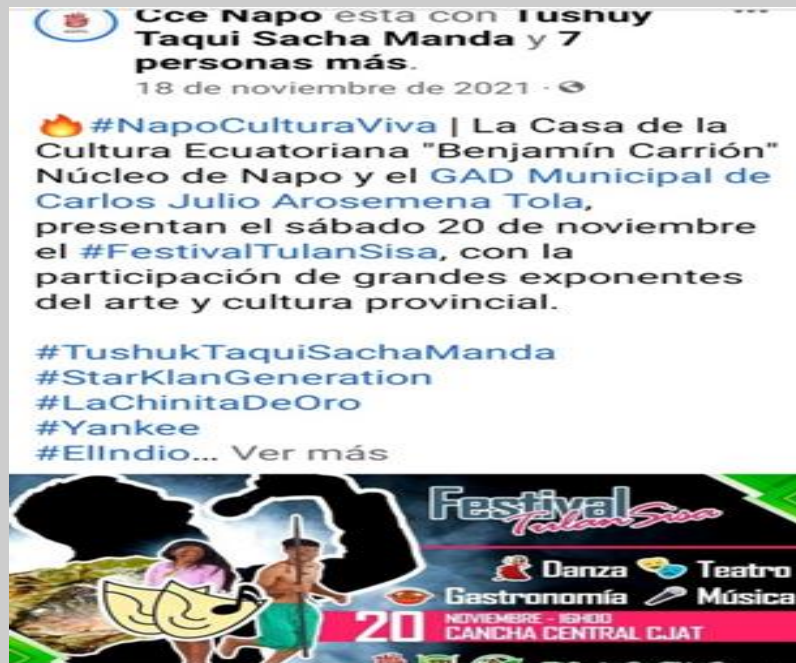 Cce Napo está con Tushuy
Taqui Sacha Manda y 7
personas más.
18 de noviembre de 2021 ·
#NapoCulturaViva | La Casa de la
Cultura Ecuatoriana "Benjamín Carrión"
Núcleo de Napo y el GAD Municipal de
Carlos Julio Arosemena Tola,
presentan el sábado 20 de noviembre
el #FestivalTulanSisa, con la
participación de grandes exponentes
del arte y cultura provincial.
#TushukTaquiSachaManda
#StarKlanGeneration
#LaChinitaDeOro
#Yankee
#ElIndio... Ver más
Festival
Tulan Sisa
Danza Teatro
Gastronomía Música
20 NOVIEMBRE - 16H00
CANCHA CENTRAL CJAT